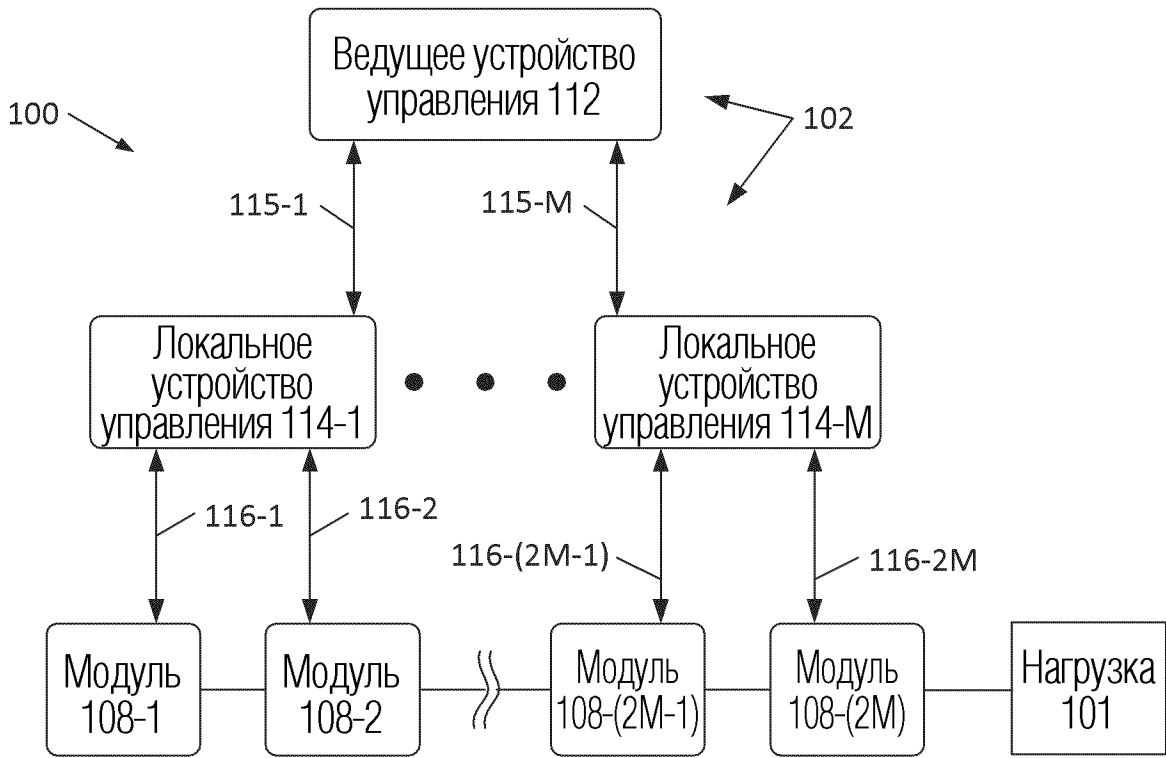 Ведущее устройство
управления 112
100
102
115-1
115-M
Локальное
устройство
управления 114-1
Локальное
устройство
управления 114-М
116-1
116-2
116-(2M-1)
116-2M
Модуль
108-1
Модуль
108-2
Модуль
108-(2М-1)
Модуль
108-(2М)
Нагрузка
101